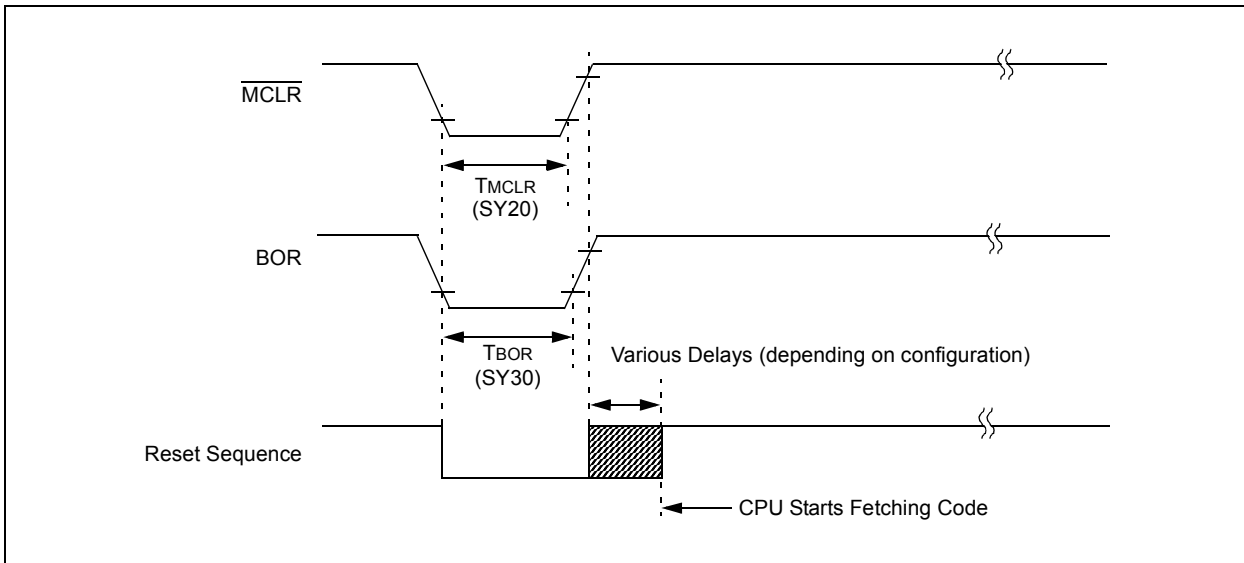 MCLR
TMCLR
(SY20)
BOR
TBOR
(SY30)
Various Delays (depending on configuration)
Reset Sequence
CPU Starts Fetching Code